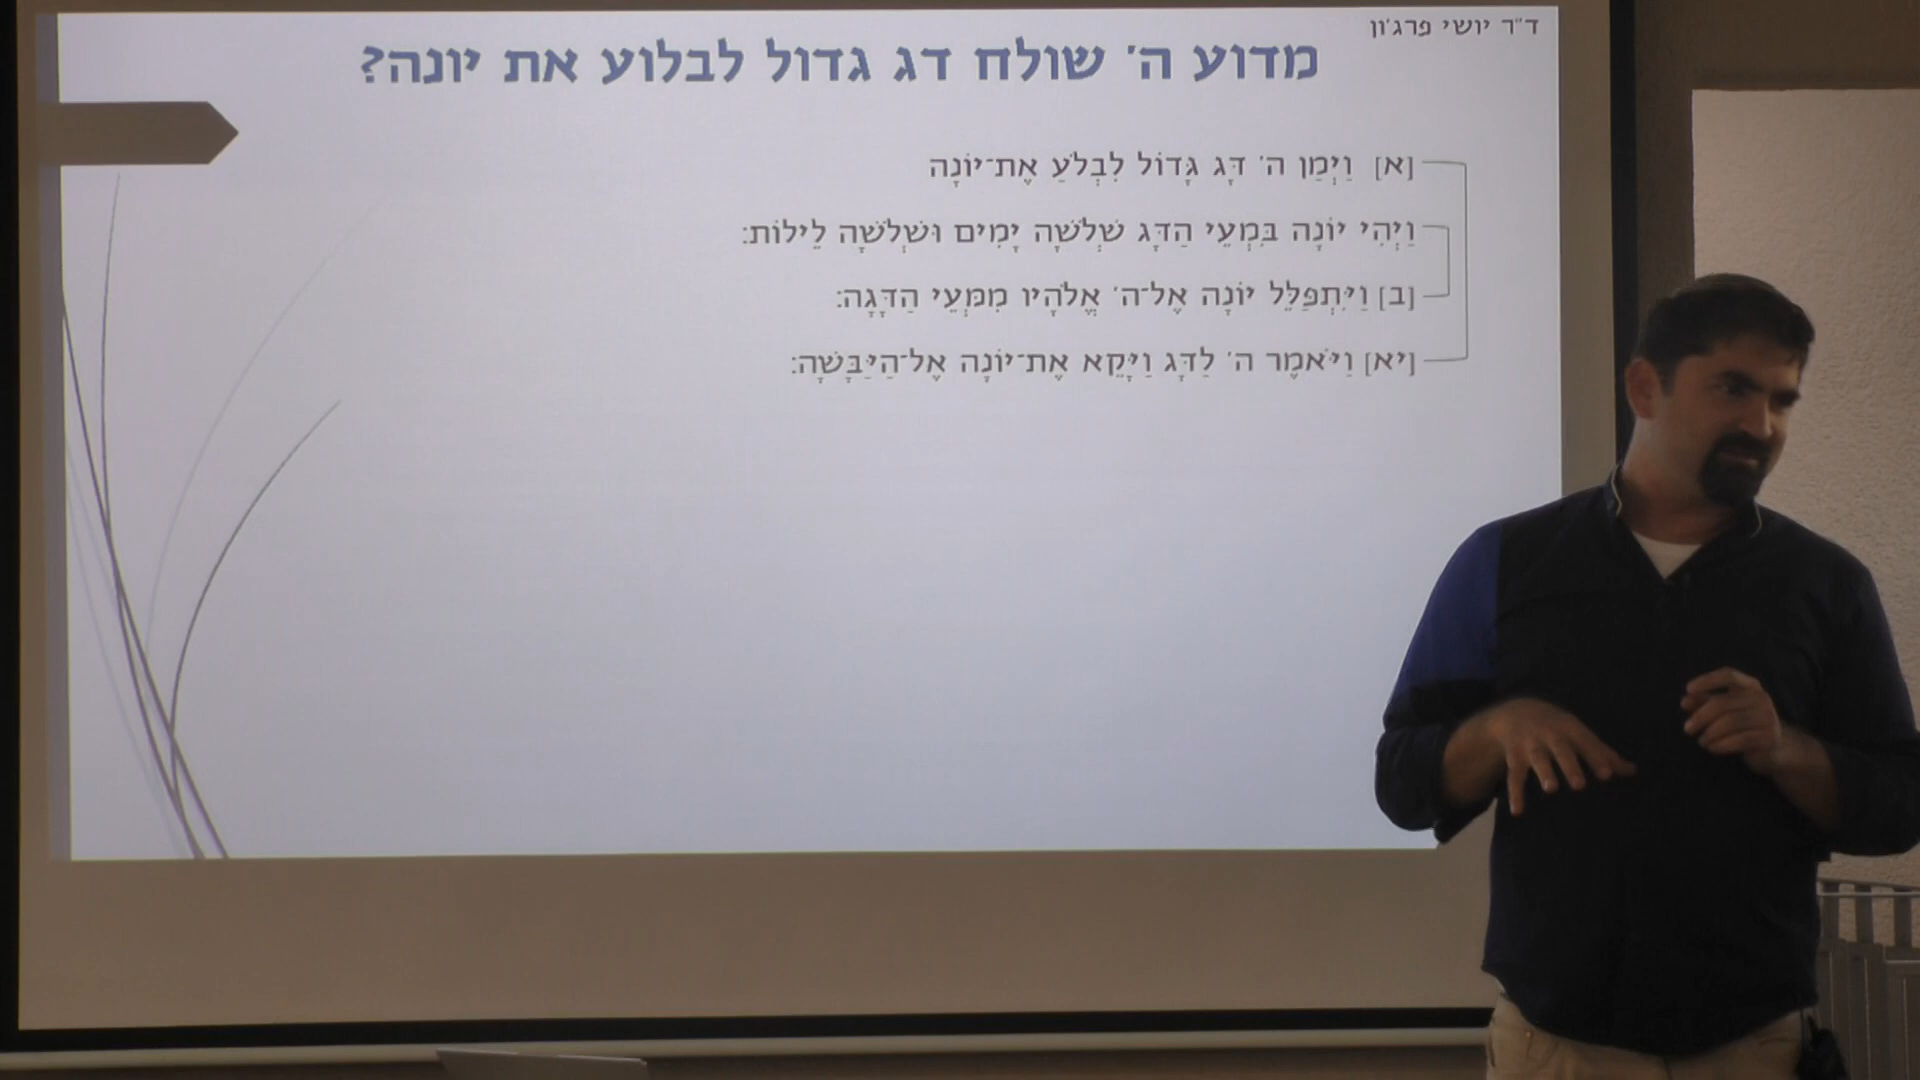 ד״ר יושי פרג׳ון
מדוע ה׳ שולח דג גדול לבלוע את יונה?
[א] וַיְמַן ה׳ דָּג גָּדוֹל לִבְלֹעַ אֶת־יוֹנָה
וַיְהִי יוֹנָה בִּמְעֵי הַדָּג שְׁלֹשָׁה יָמִים וּשְׁלֹשָׁה לֵילוֹת:
[ב] וַיִּתְפַּלֵּל יוֹנָה אֶל־ה׳ אֱלֹהָיו מִמְּעֵי הַדָּגָה:
[יא] וַיֹּאמֶר ה׳ לַדָּג וַיָּקֵא אֶת־יוֹנָה אֶל־הַיַּבָּשָׁה: